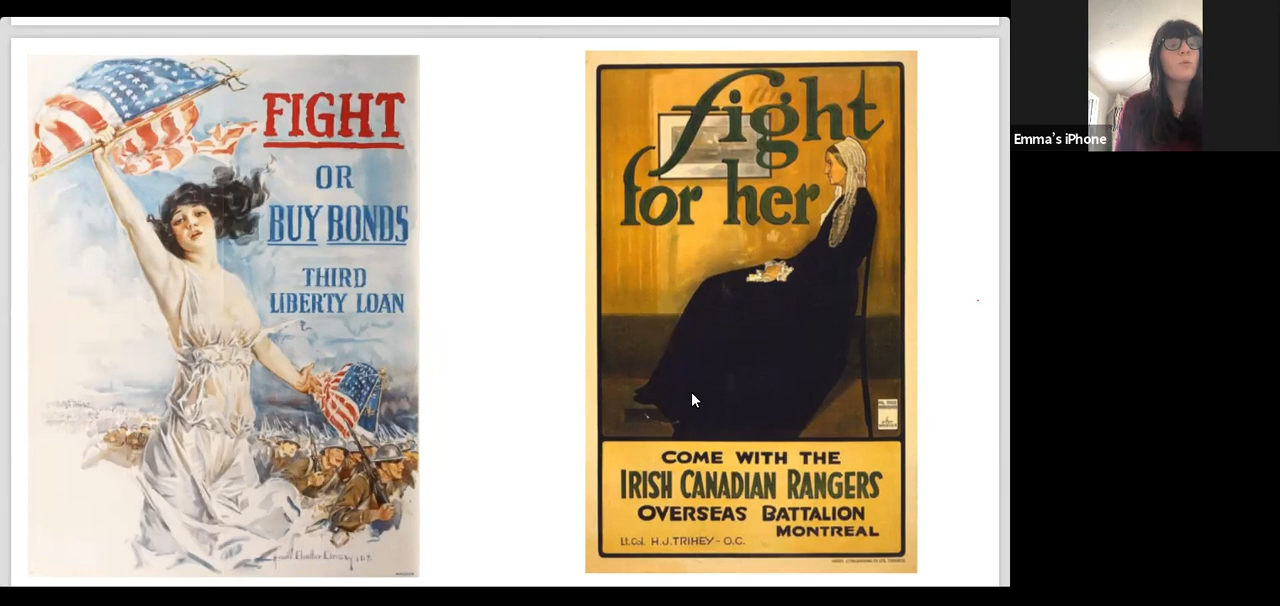 FIGHT
OR
BUY BONDS
THIRD
LIBERTY LOAN
fight
for her
COME WITH THE
IRISH CANADIAN RANGERS
OVERSEAS BATTALION
MONTREAL
Lt. Col. H.J. TRIHEY - O.C.
Emma's iPhone